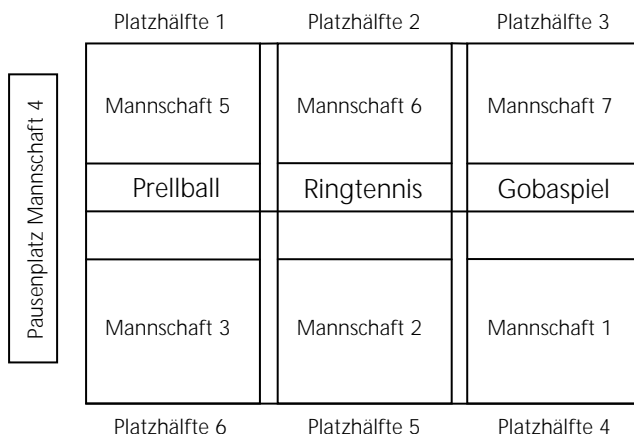 Platzhälfte 1 Platzhälfte 2 Platzhälfte 3
Pausenplatz Mannschaft 4
Mannschaft 5 Mannschaft 6 Mannschaft 7
Prellball Ringtennis Gobaspiel
Mannschaft 3 Mannschaft 2 Mannschaft 1
Platzhälfte 6 Platzhälfte 5 Platzhälfte 4